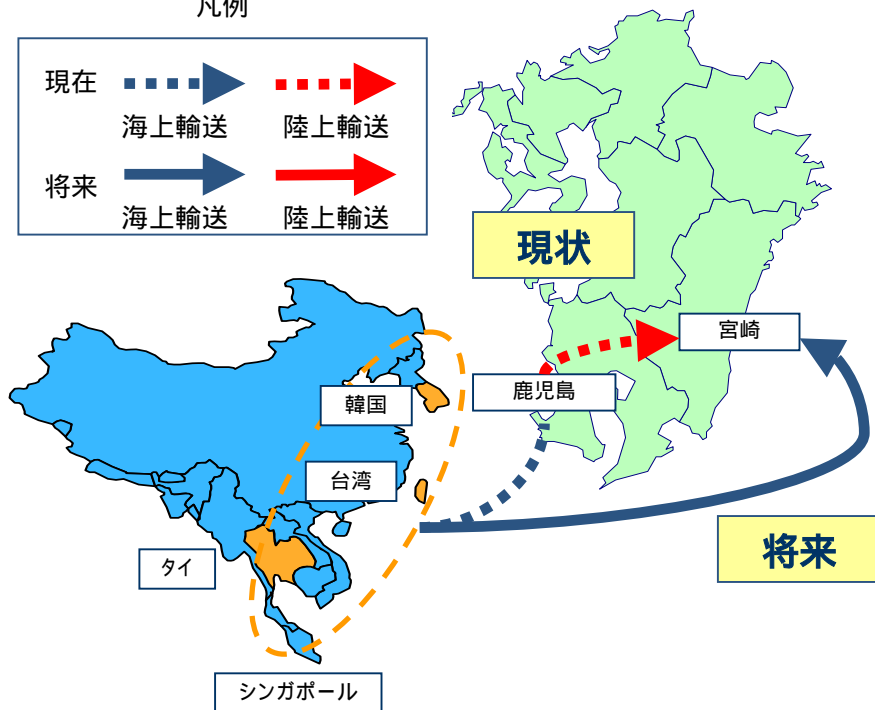 凡例
現在
海上輸送 陸上輸送
将来
海上輸送 陸上輸送
現状
宮崎
鹿児島
韓国
台湾
タイ
将来
シンガポール